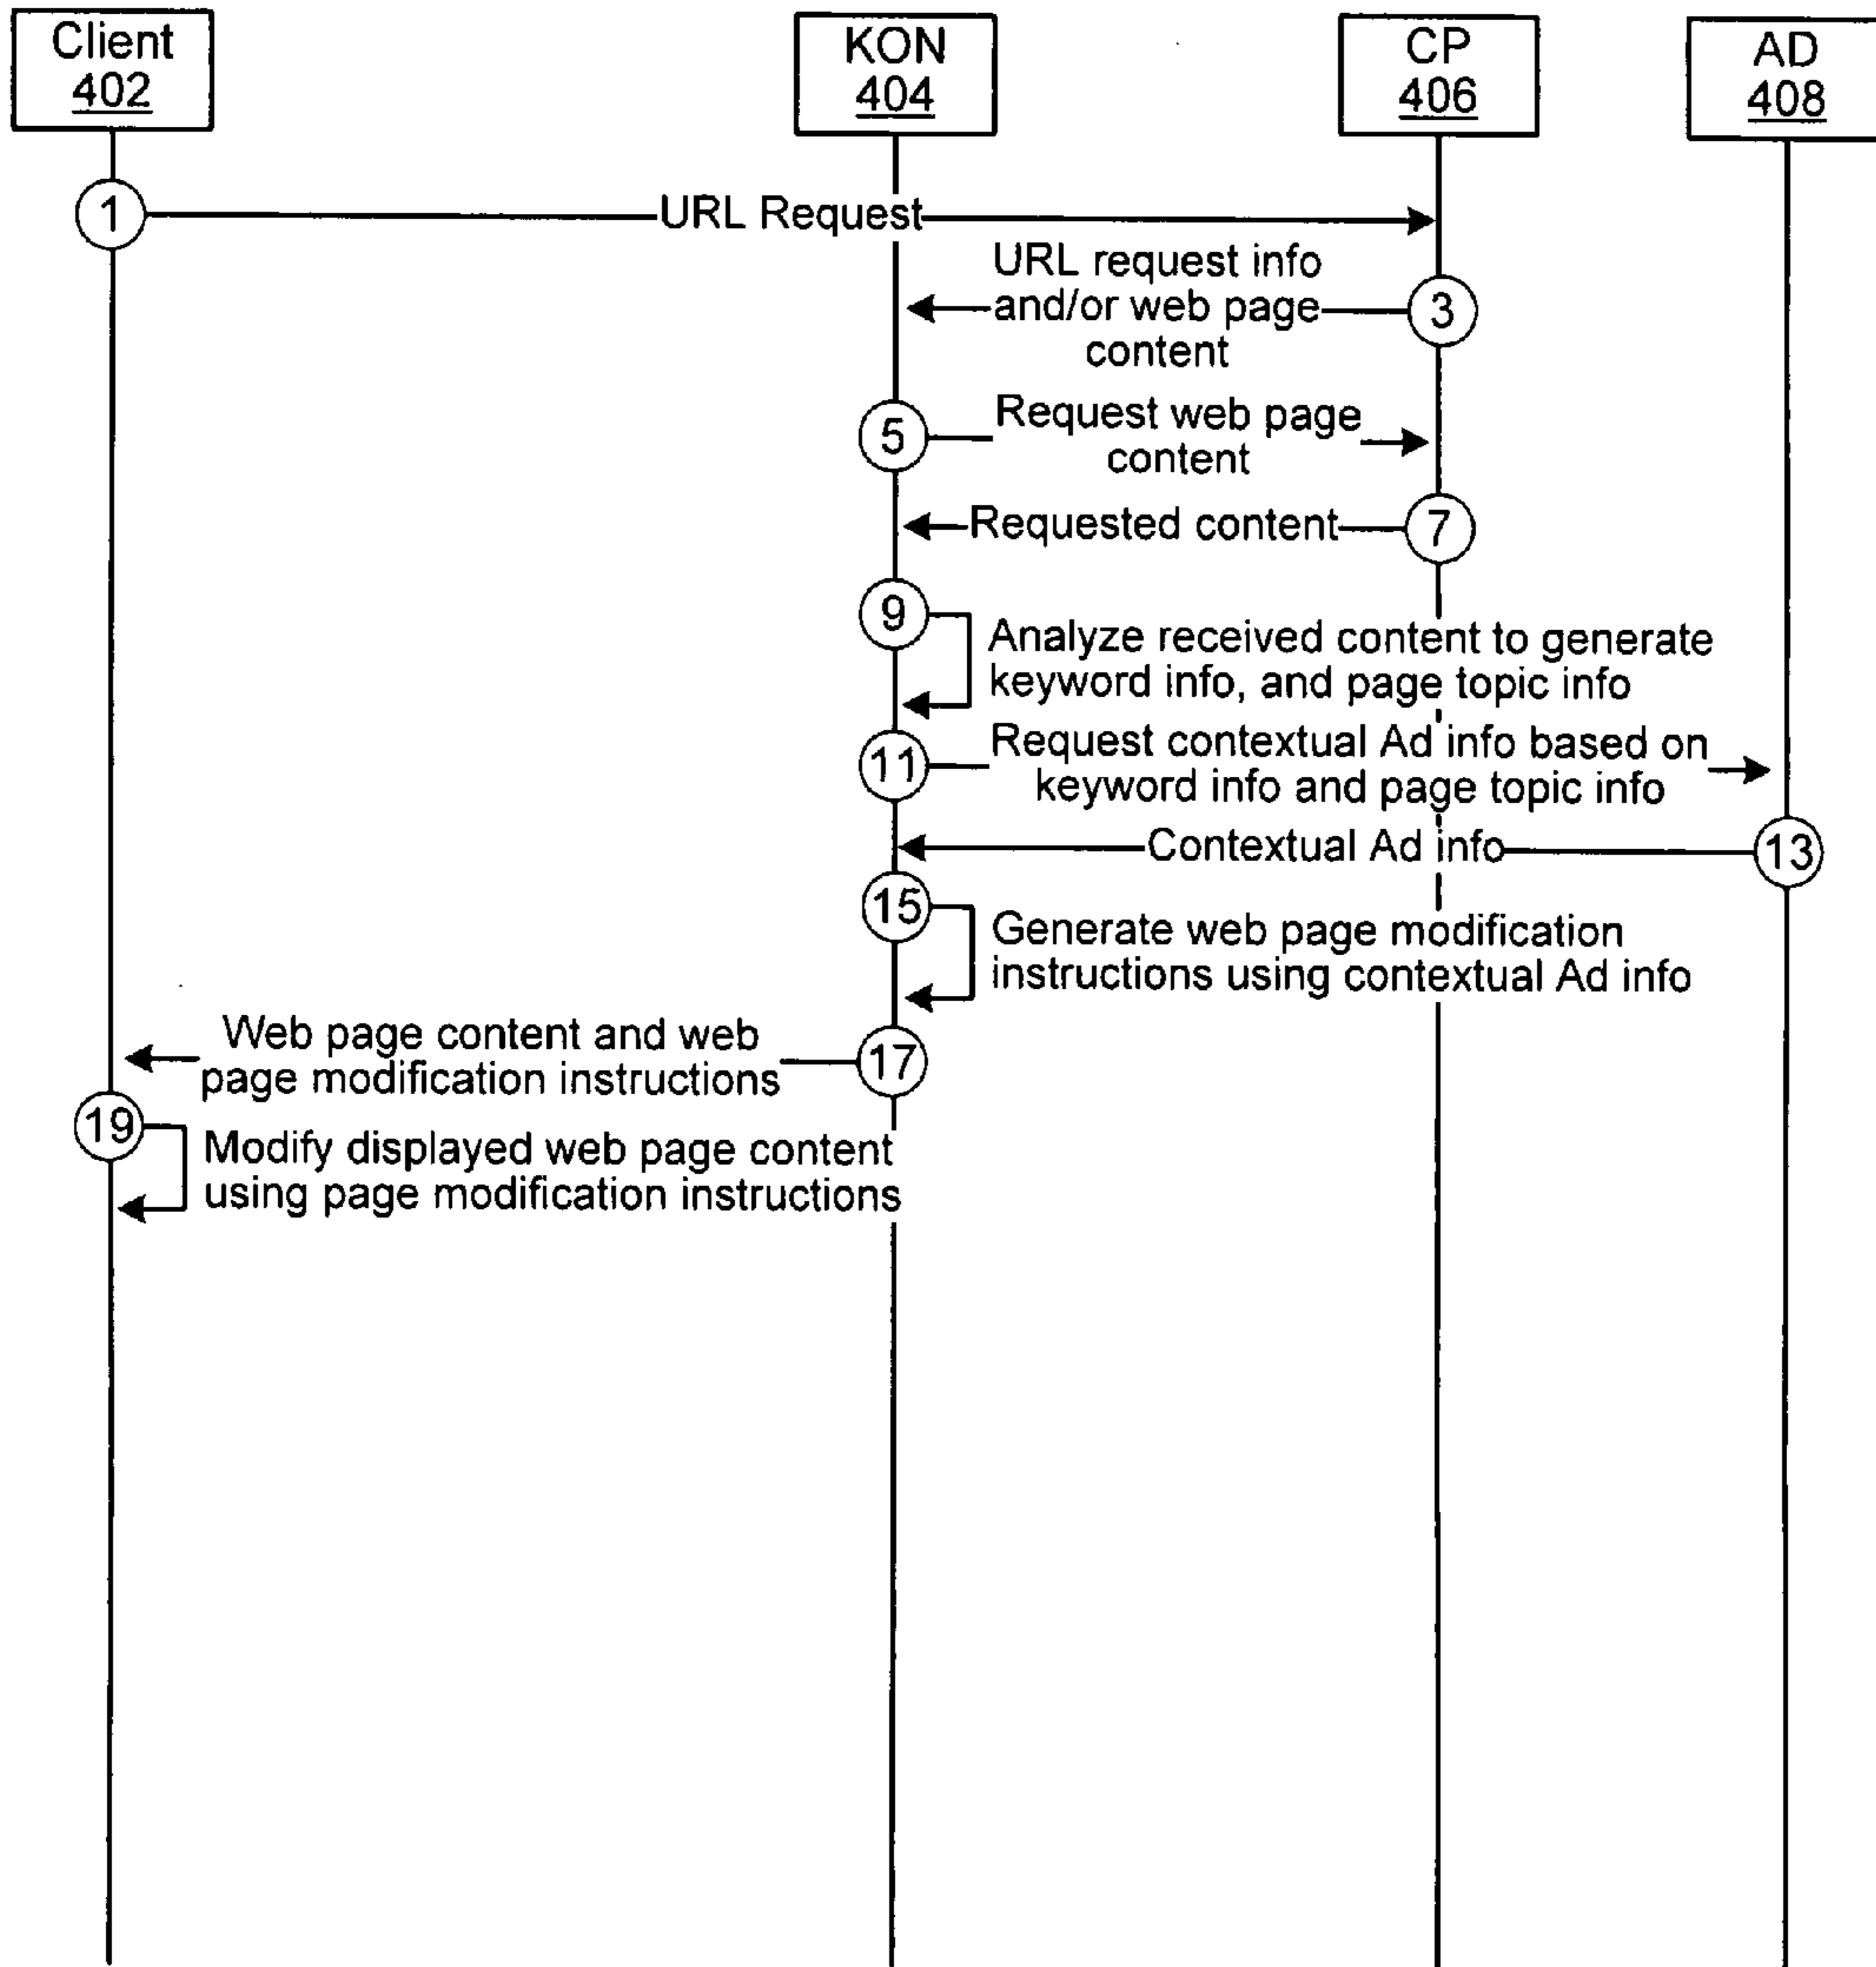 Client
402
KON
404
CP
406
AD
408
1
URL Request
URL request info
and/or web page
content
3
5
Request web page
content
Requested content
7
9
Analyze received content to generate
keyword info, and page topic info
11
Request contextual Ad info based on
keyword info and page topic info
Contextual Ad info
13
15
Generate web page modification
instructions using contextual Ad info
Web page content and web
page modification instructions
17
19
Modify displayed web page content
using page modification instructions